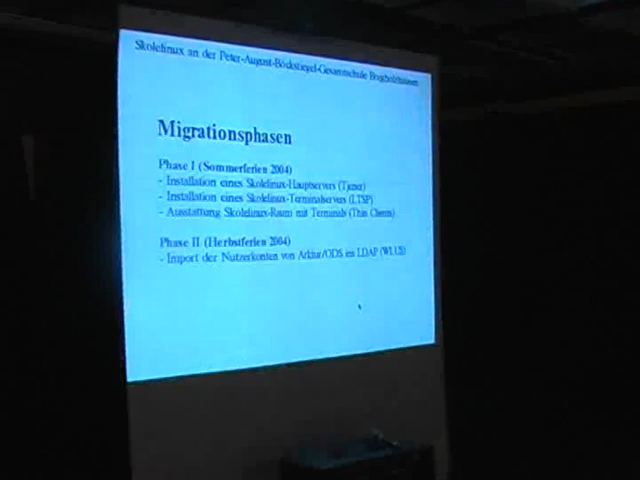 Skolelinux an der Peter-August-Böckstiegel-Gesamtschule Borgholzhausen
Migrationsphasen
Phase I (Sommerferien 2004)
- Installation eines Skolelinux-Hauptservers (Tjener)
- Installation eines Skolelinux-Terminalservers (LTSP)
- Ausstattung Skolelinux-Raum mit Terminals (Thin Clients)
Phase II (Herbstferien 2004)
- Import der Nutzerkonten von Arktur/ODS ins LDAP